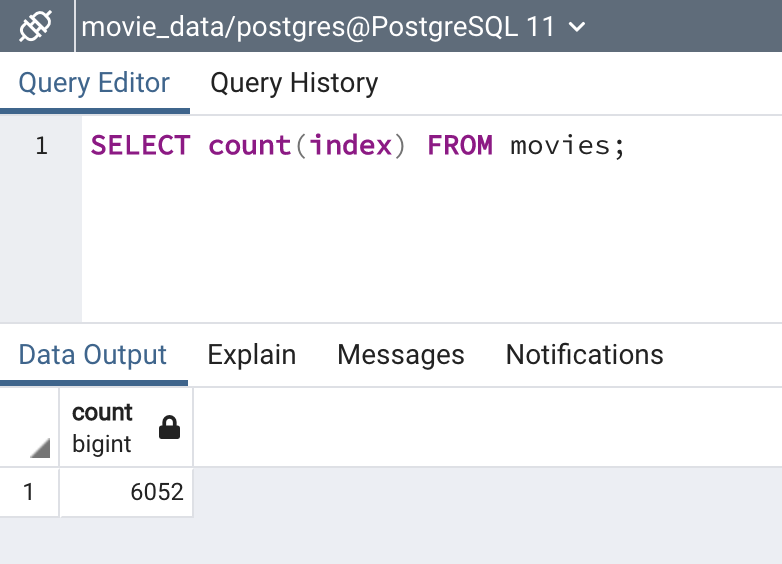 movie_data/postgres@PostgreSQL 11
Query Editor Query History
1 SELECT count(index) FROM movies;
Data Output Explain Messages Notifications
count
bigint
1 6052